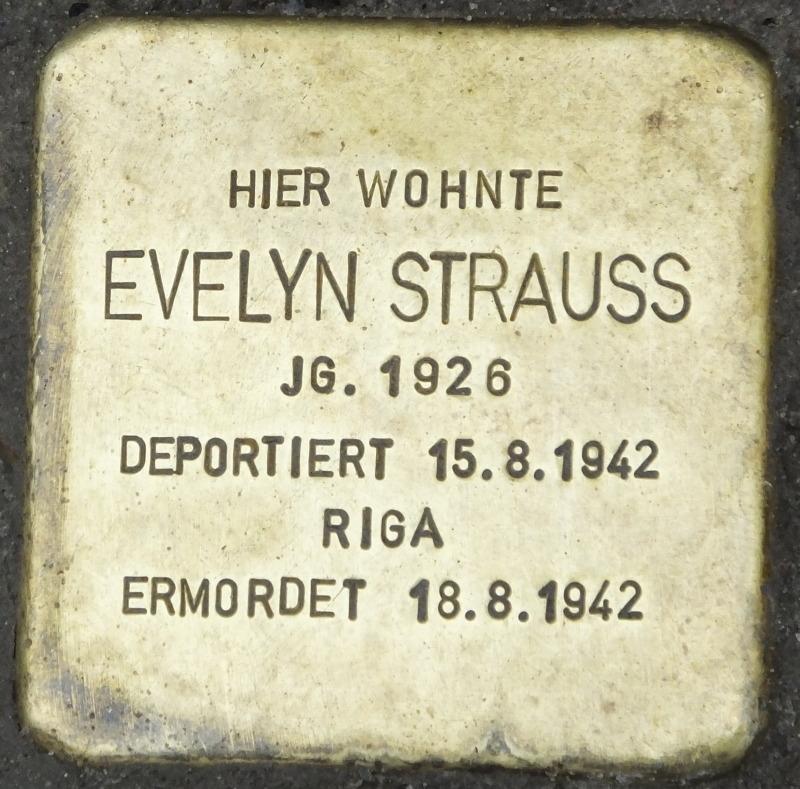 HIER WOHNTE
EVELYN STRAUSS
JG. 1926
DEPORTIERT 15.8.1942
RIGA
ERMORDET 18.8.1942